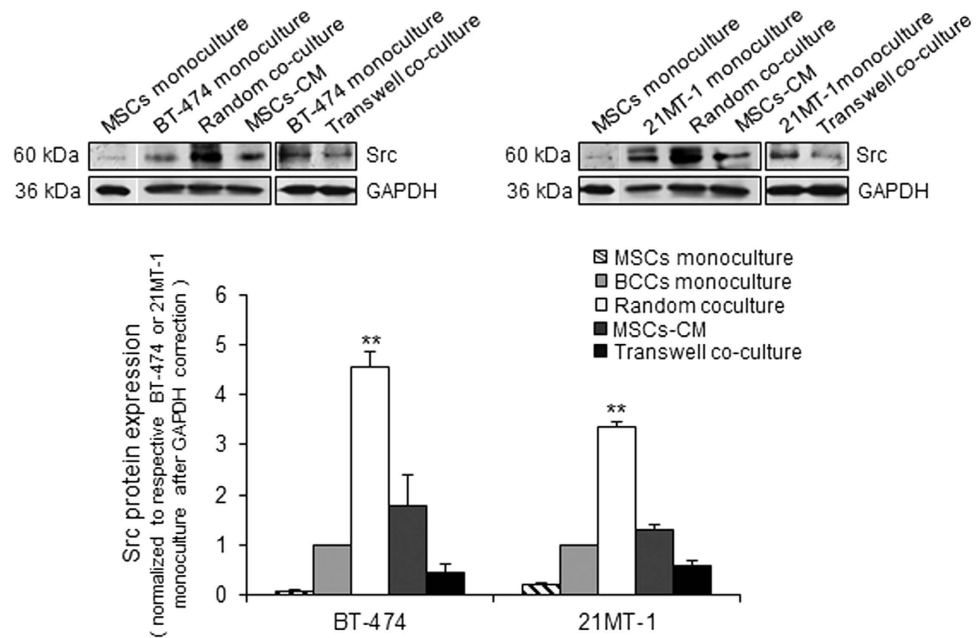 MSCs monoculture
BT-474 monoculture
Random co-culture
MSCs-CM
BT-474 monoculture
Transwell co-culture
60 kDa
Src
36 kDa
GAPDH
MSCs monoculture
21MT-1 monoculture
Random co-culture
MSCs-CM
21MT-1monoculture
Transwell co-culture
60 kDa
Src
36 kDa
GAPDH
MSCs monoculture
BCCs monoculture
Random coculture
MSCs-CM
Transwell co-culture
Src protein expression
( normalized to respective BT-474 or 21MT-1
monoculture after GAPDH correction)
6
5
4
3
2
1
0
**
**
BT-474
21MT-1